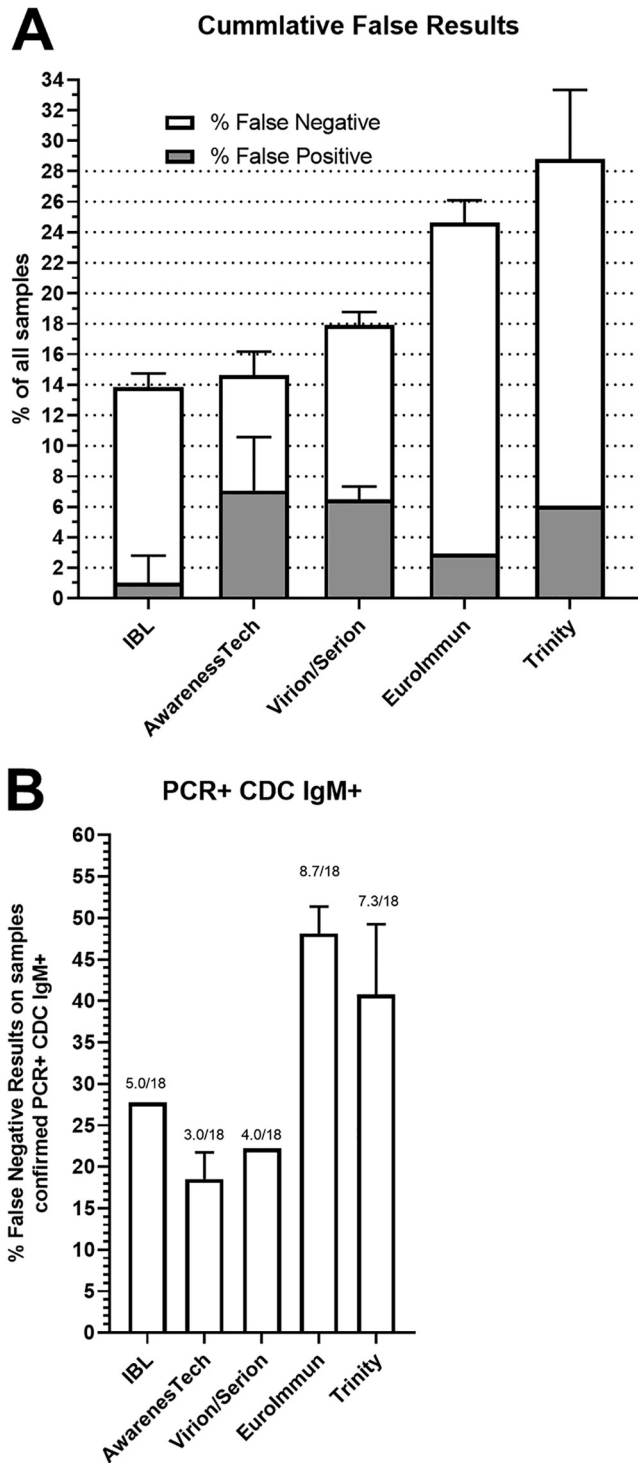 A
Cummlative False Results
% of all samples
34
32
30
28
26
24
22
20
18
16
14
12
10
8
6
4
2
0
% False Negative
% False Positive
IBL
AwarenessTech
Virion/Serion
EuroImmun
Trinity
B
PCR+ CDC IgM+
% False Negative Results on samples
confirmed PCR+ CDC IgM+
60
55
50
45
40
35
30
25
20
15
10
5
0
5.0/18
3.0/18
4.0/18
8.7/18
7.3/18
IBL
AwarenesTech
Virion/Serion
EuroImmun
Trinity